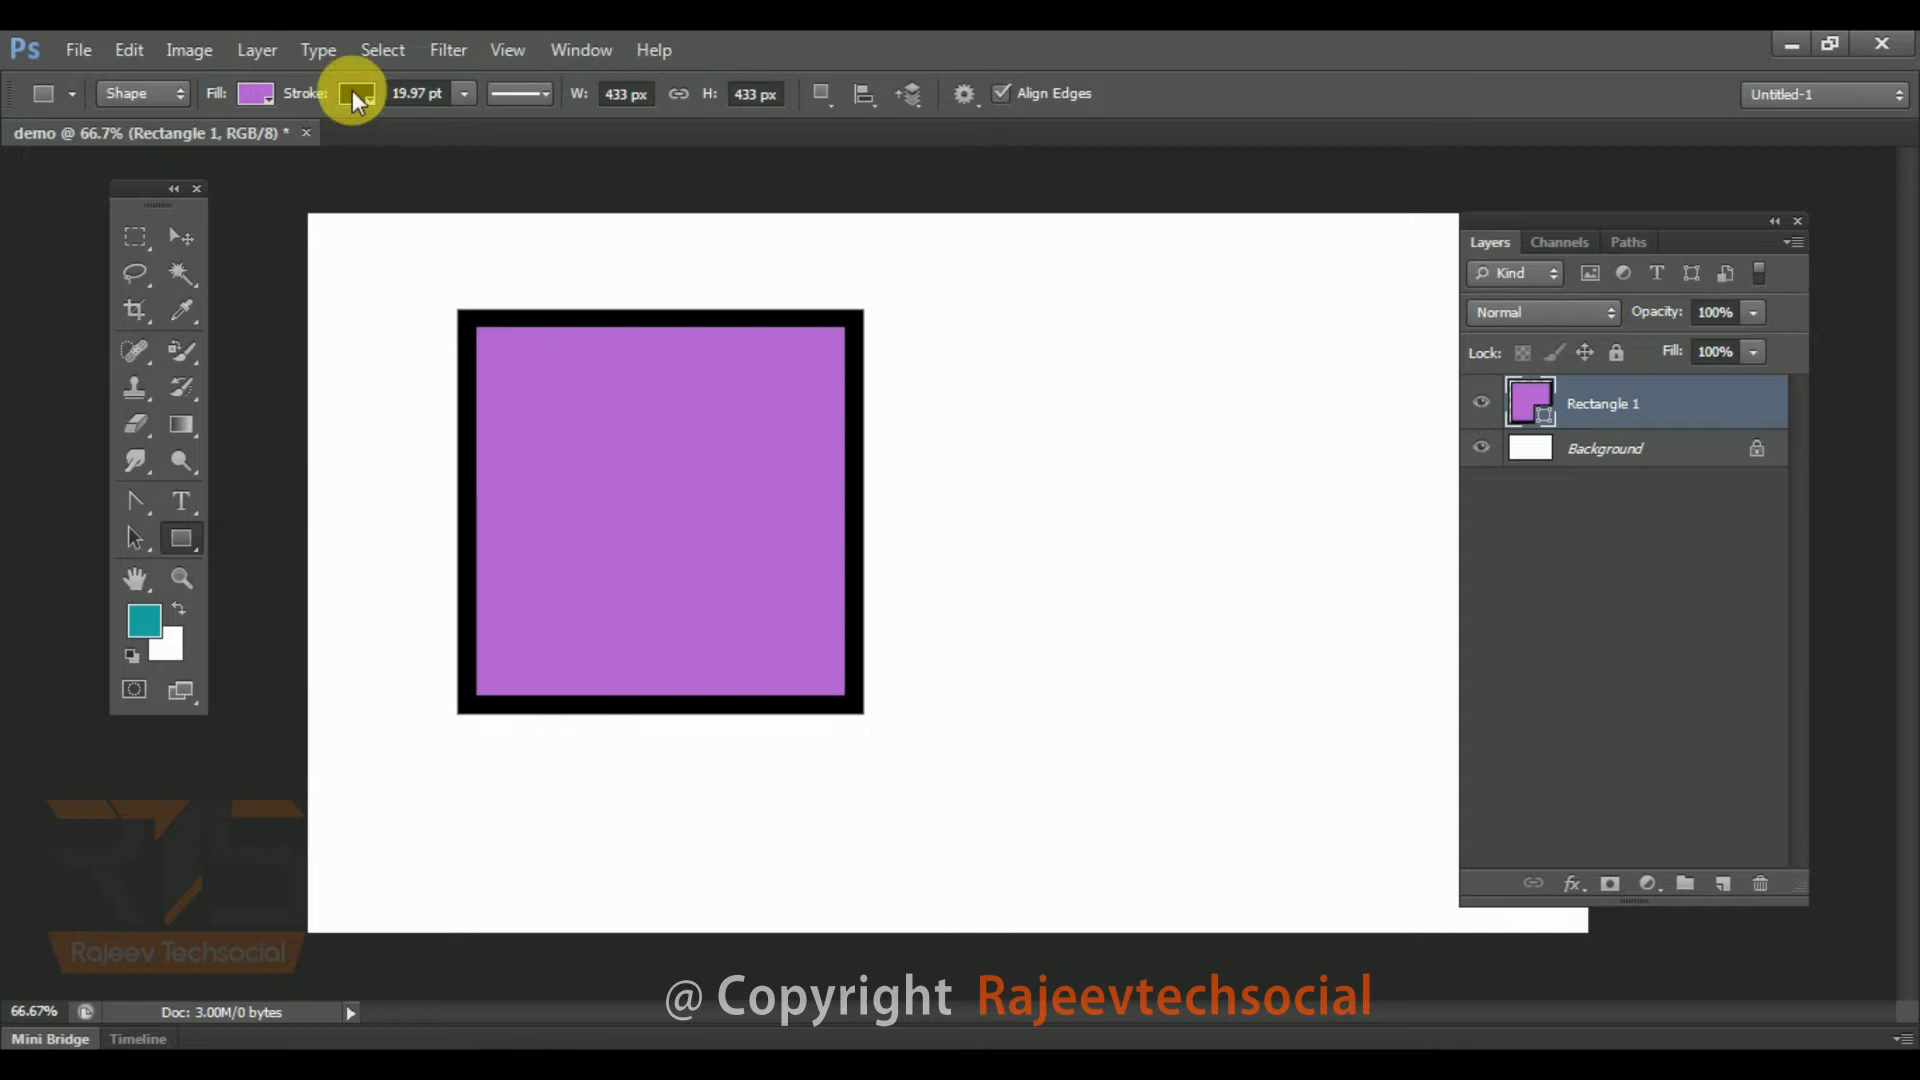 Ps File Edit Image Layer Type Select Filter View Window Help
Shape Fill: Stroke: 19.97 pt W: 433 px H: 433 px Align Edges Untitled-1
demo @ 66.7% (Rectangle 1, RGB/8) * ×
Layers Channels Paths
Kind
Normal Opacity: 100%
Lock: Fill: 100%
Rectangle 1
Background
RTS
Rajeev Techsocial
@ Copyright Rajeevtechsocial
66.67% Doc: 3.00M/0 bytes
Mini Bridge Timeline